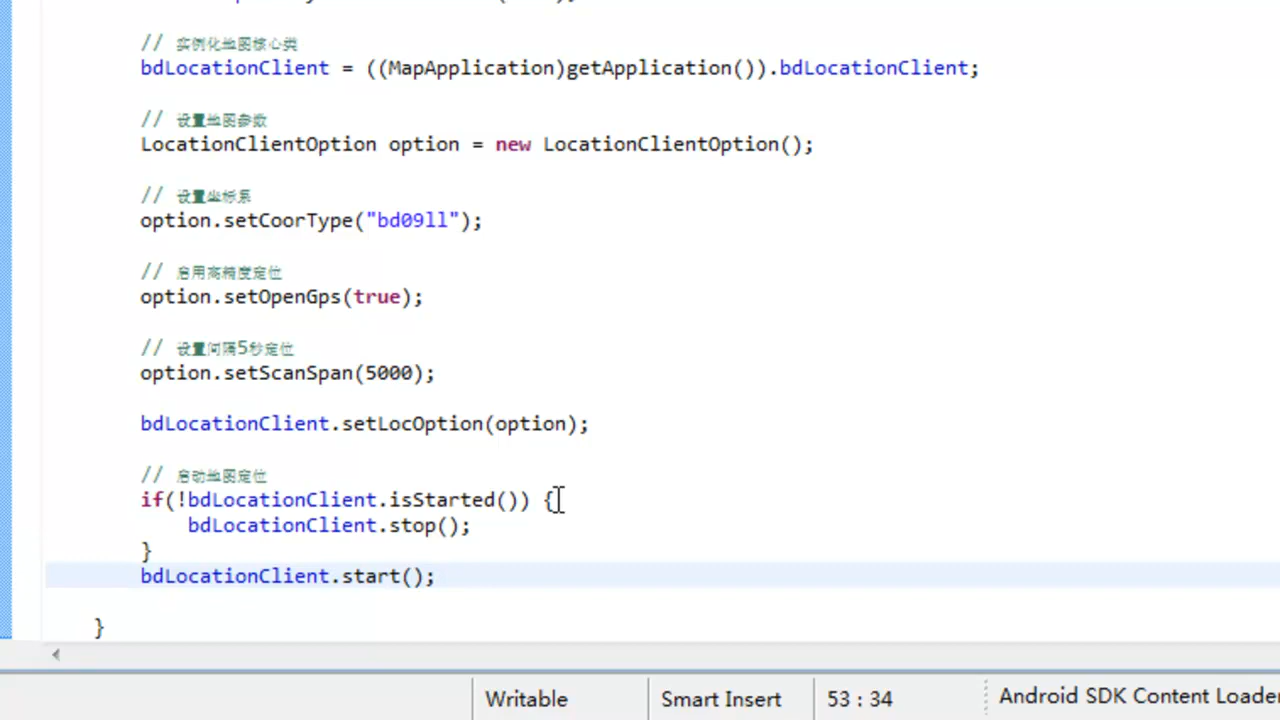 // 实例化地图核心类
bdLocationClient = ((MapApplication)getApplication()).bdLocationClient;
// 设置地图参数
LocationClientOption option = new LocationClientOption();
// 设置坐标系
option.setCoorType("bd09ll");
// 启用高精度定位
option.setOpenGps(true);
// 设置间隔5秒定位
option.setScanSpan(5000);
bdLocationClient.setLocOption(option);
// 启动地图定位
if(!bdLocationClient.isStarted()) {
bdLocationClient.stop();
}
bdLocationClient.start();
}
Writable
Smart Insert
53 : 34
Android SDK Content Loader